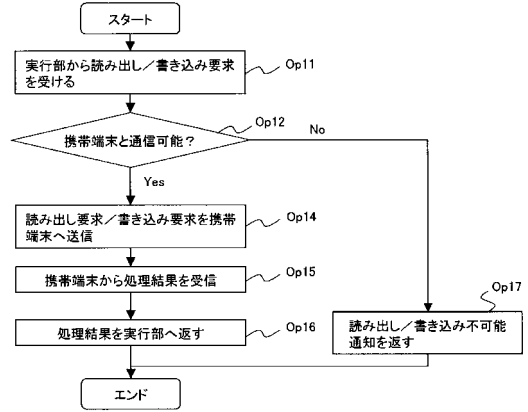 スタート
実行部から読み出し／書き込み要求
を受ける
Op11
携帯端末と通信可能？
Op12
No
Yes
読み出し要求／書き込み要求を携帯
端末へ送信
Op14
携帯端末から処理結果を受信
Op15
処理結果を実行部へ返す
Op16
Op17
読み出し／書き込み不可能
通知を返す
エンド